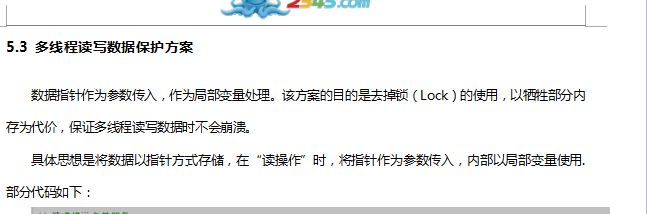 2345.com
5.3 多线程读写数据保护方案
数据指针作为参数传入，作为局部变量处理。该方案的目的是去掉锁（Lock）的使用，以牺牲部分内
存为代价，保证多线程读写数据时不会崩溃。
具体思想是将数据以指针方式存储，在“读操作”时，将指针作为参数传入，内部以局部变量使用.
部分代码如下：